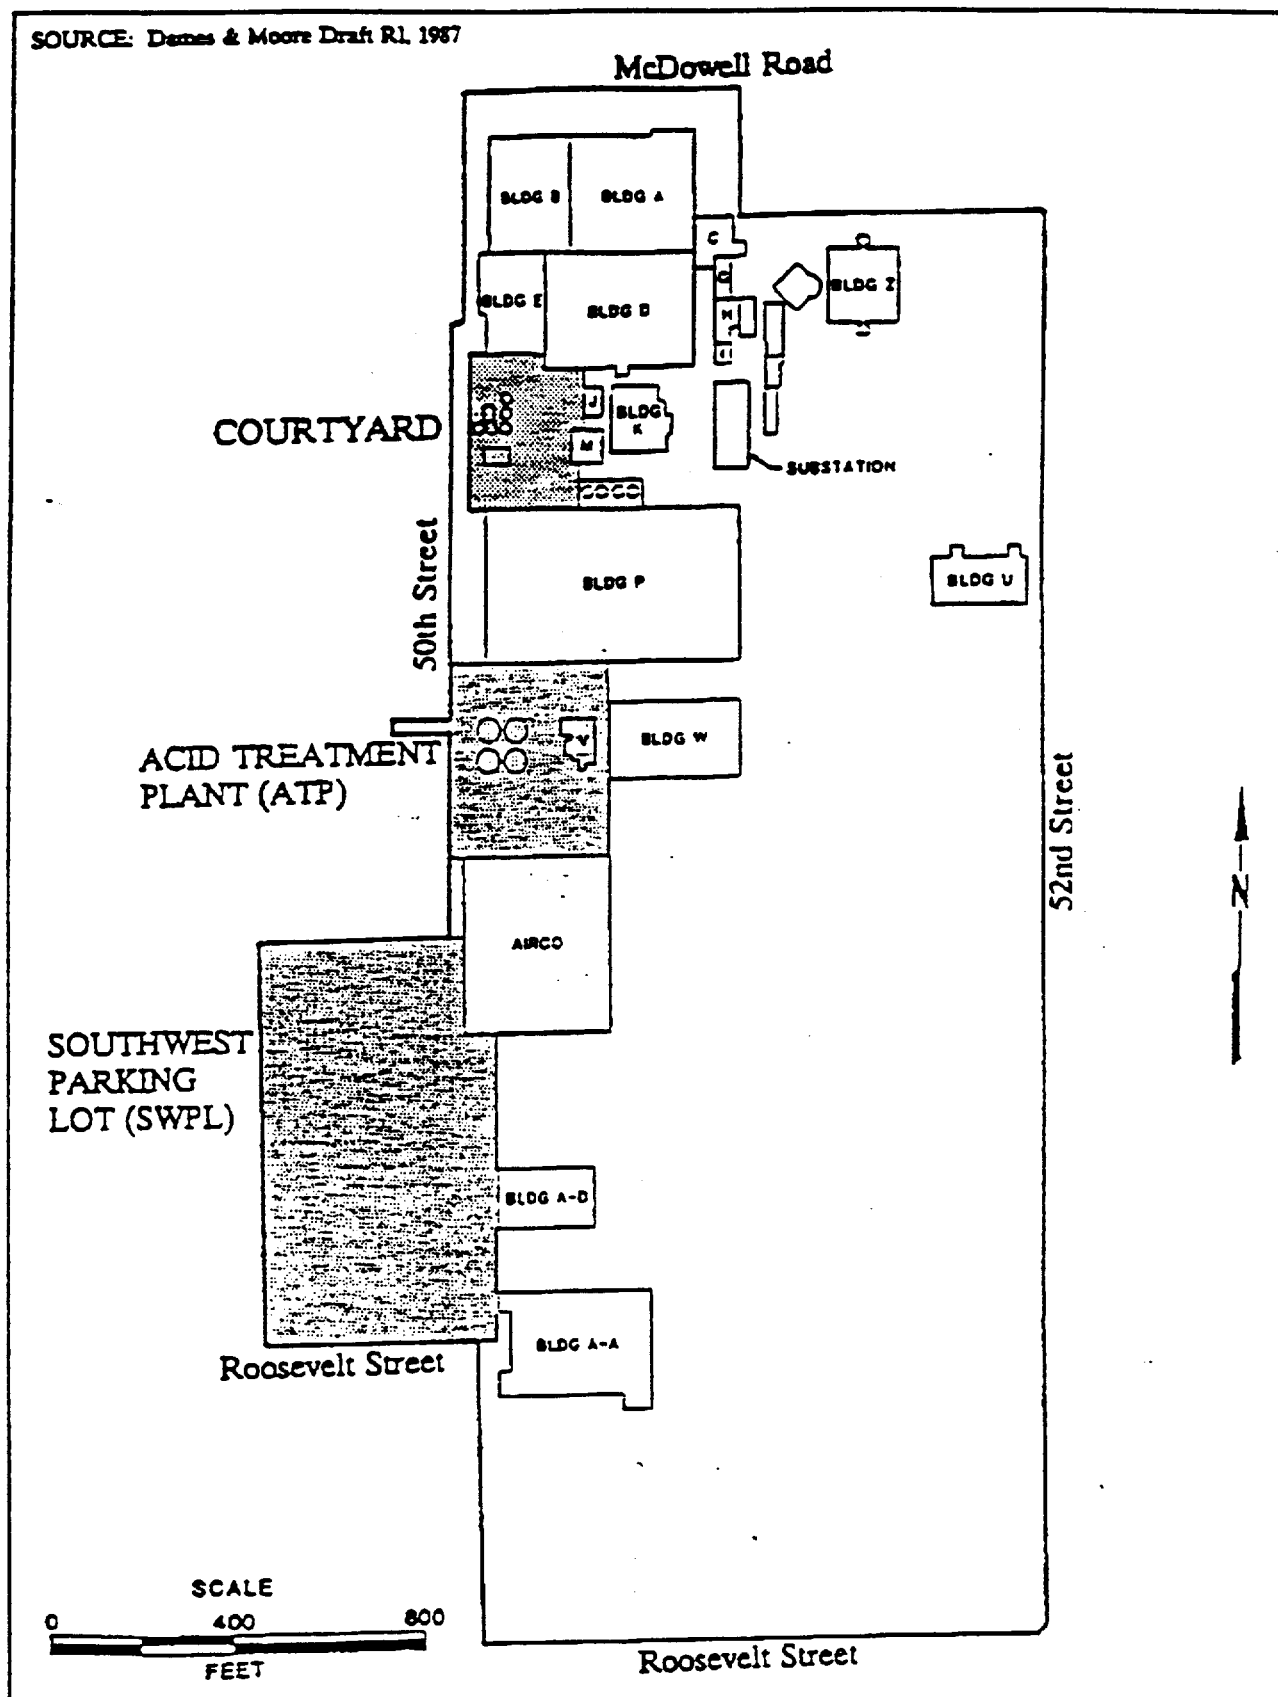 SOURCE: Dames & Moore Draft RI, 1987
McDowell Road
BLDG B
BLDG A
C
G
BLDG E
BLDG D
H
I
BLDG Z
COURTYARD
J
BLDG
K
M
SUBSTATION
50th Street
BLDG P
BLDG U
ACID TREATMENT
PLANT (ATP)
V
BLDG W
52nd Street
N
AIRCO
SOUTHWEST
PARKING
LOT (SWPL)
BLDG A-D
BLDG A-A
Roosevelt Street
SCALE
0 400 800
FEET
Roosevelt Street